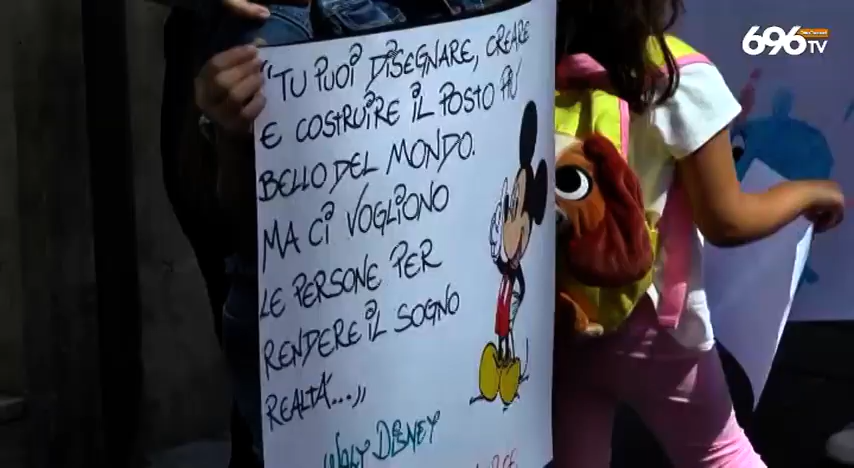 696 TV
"TU PUOI DISEGNARE, CREARE
E COSTRUIRE IL POSTO PIÙ
BELLO DEL MONDO.
MA CI VOGLIONO
LE PERSONE PER
RENDERE IL SOGNO
REALTÀ...„
WALT DISNEY